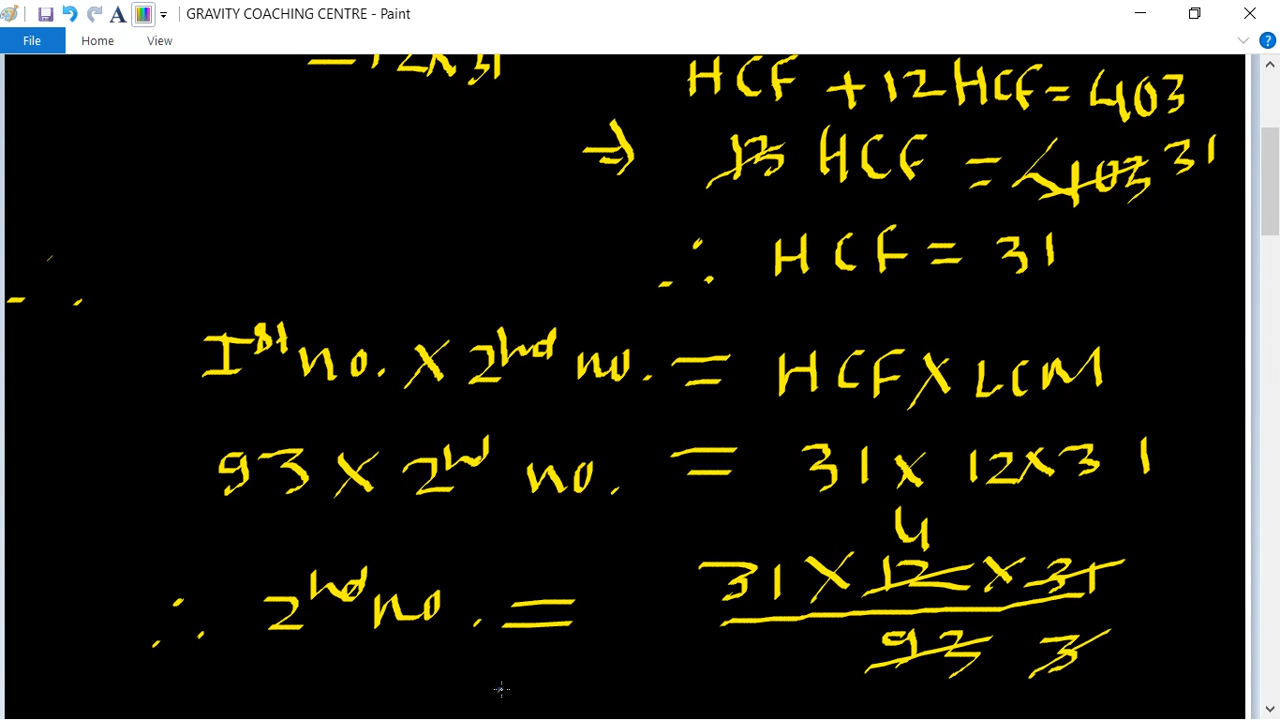 GRAVITY COACHING CENTRE - Paint
File Home View
= 12x31
HCF + 12HCF = 403
⇒ 13 HCF = 403 31
∴ HCF = 31
Ist no. X 2nd no. = HCF X LCM
93 X 2nd no. = 31 x 12x31
4
∴ 2nd no. = 31 X 12 x 31
93 3